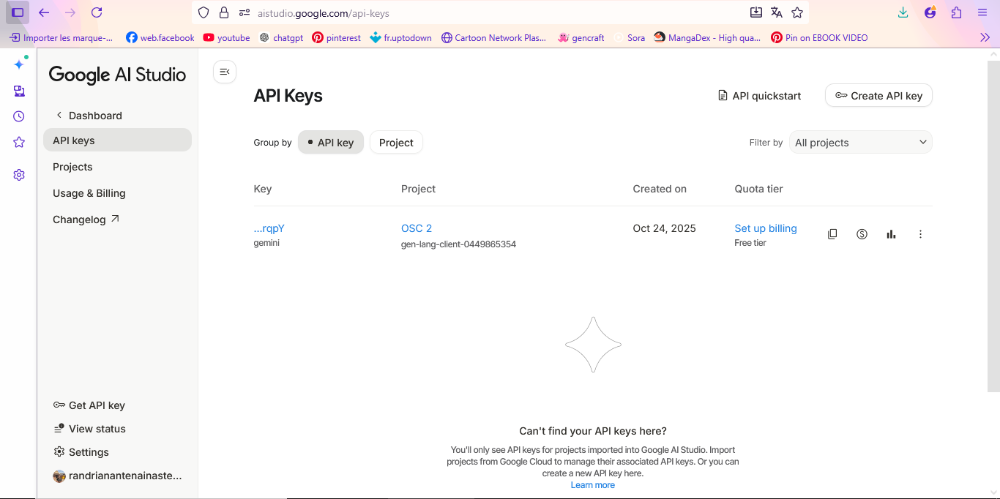 aistudio.google.com/api-keys
Importer les marque-...
web.facebook
youtube
chatgpt
pinterest
fr.uptodown
Cartoon Network Plas...
gencraft
Sora
MangaDex - High qua...
Pin on EBOOK VIDEO
Google AI Studio
Dashboard
API keys
Projects
Usage & Billing
Changelog
Get API key
View status
Settings
randrianantenainaste...
API Keys
API quickstart
Create API key
Group by
API key
Project
Filter by
All projects
Key
Project
Created on
Quota tier
...rqpY
gemini
OSC 2
gen-lang-client-0449865354
Oct 24, 2025
Set up billing
Free tier
Can't find your API keys here?
You'll only see API keys for projects imported into Google AI Studio. Import
projects from Google Cloud to manage their associated API keys. Or you can
create a new API key here.
Learn more